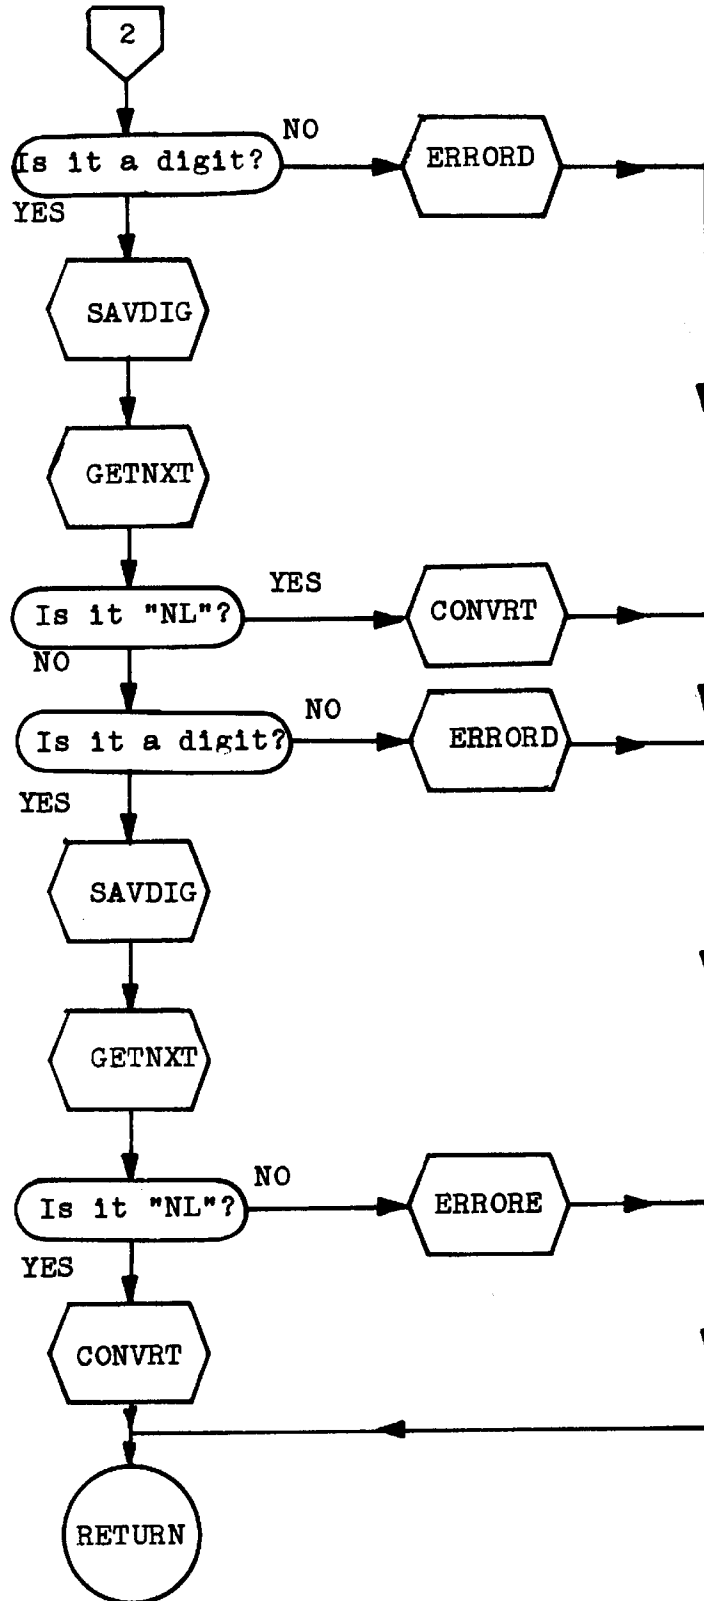 2
Is it a digit?
NO
ERRORD
YES
SAVDIG
GETNXT
Is it "NL"?
YES
CONVRT
NO
Is it a digit?
NO
ERRORD
YES
SAVDIG
GETNXT
Is it "NL"?
NO
ERRORE
YES
CONVRT
RETURN